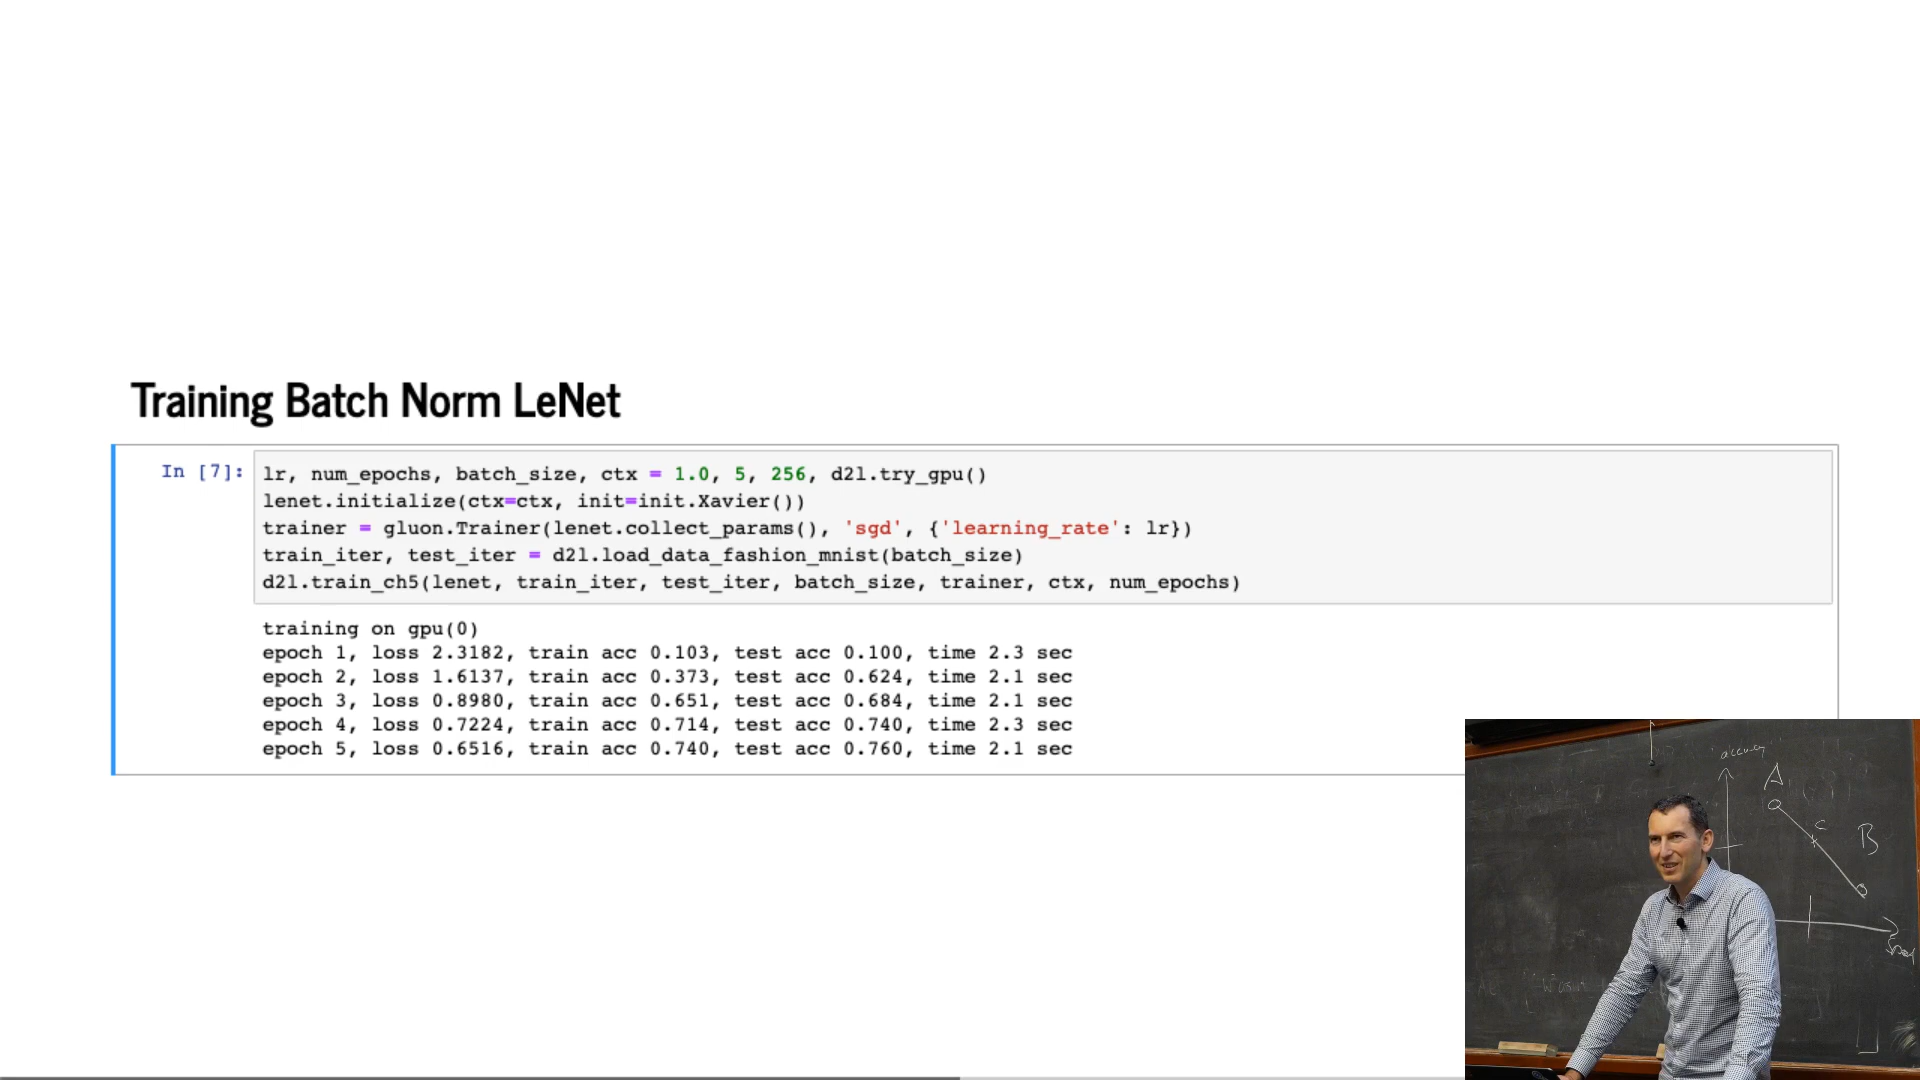 Training Batch Norm LeNet
In [7]:
lr, num_epochs, batch_size, ctx = 1.0, 5, 256, d2l.try_gpu()
lenet.initialize(ctx=ctx, init=init.Xavier())
trainer = gluon.Trainer(lenet.collect_params(), 'sgd', {'learning_rate': lr})
train_iter, test_iter = d2l.load_data_fashion_mnist(batch_size)
d2l.train_ch5(lenet, train_iter, test_iter, batch_size, trainer, ctx, num_epochs)
training on gpu(0)
epoch 1, loss 2.3182, train acc 0.103, test acc 0.100, time 2.3 sec
epoch 2, loss 1.6137, train acc 0.373, test acc 0.624, time 2.1 sec
epoch 3, loss 0.8980, train acc 0.651, test acc 0.684, time 2.1 sec
epoch 4, loss 0.7224, train acc 0.714, test acc 0.740, time 2.3 sec
epoch 5, loss 0.6516, train acc 0.740, test acc 0.760, time 2.1 sec
A
C
B